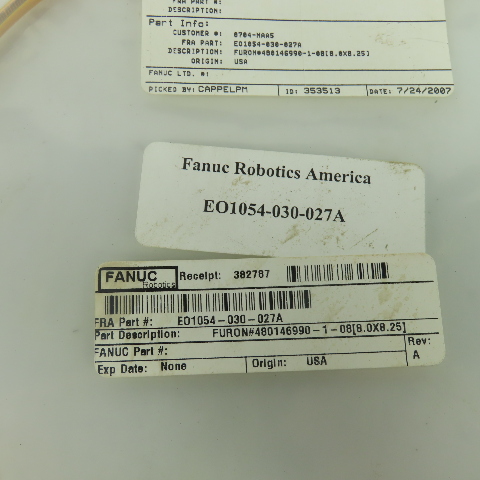 FRA PART #:
DESCRIPTION:
Part Info:
CUSTOMER #: 0704-MAAS
FRA PART: EO1054-030-027A
DESCRIPTION: FURON#480146990-1-08[8.0X8.25]
ORIGIN: USA
FANUC LTD. #:
PICKED BY: CAPPELPM ID: 353513 DATE: 7/24/2007
Fanuc Robotics America
EO1054-030-027A
FANUC Robotics Receipt: 382787
FRA Part #: EO1054-030-027A
Part Description: FURON#480146990-1-08[8.0X8.25]
FANUC Part #: Rev: A
Exp Date: None Origin: USA